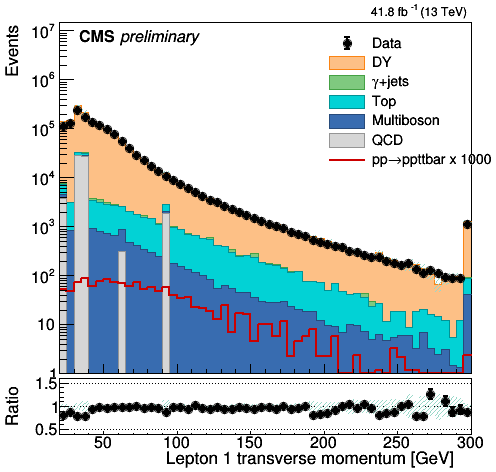 41.8 fb⁻¹ (13 TeV)
CMS preliminary
Events
10⁷
10⁶
10⁵
10⁴
10³
10²
10
1
Data
DY
γ+jets
Top
Multiboson
QCD
pp→ppttbar x 1000
Ratio
1.5
1
0.5
50 100 150 200 250 300
Lepton 1 transverse momentum [GeV]